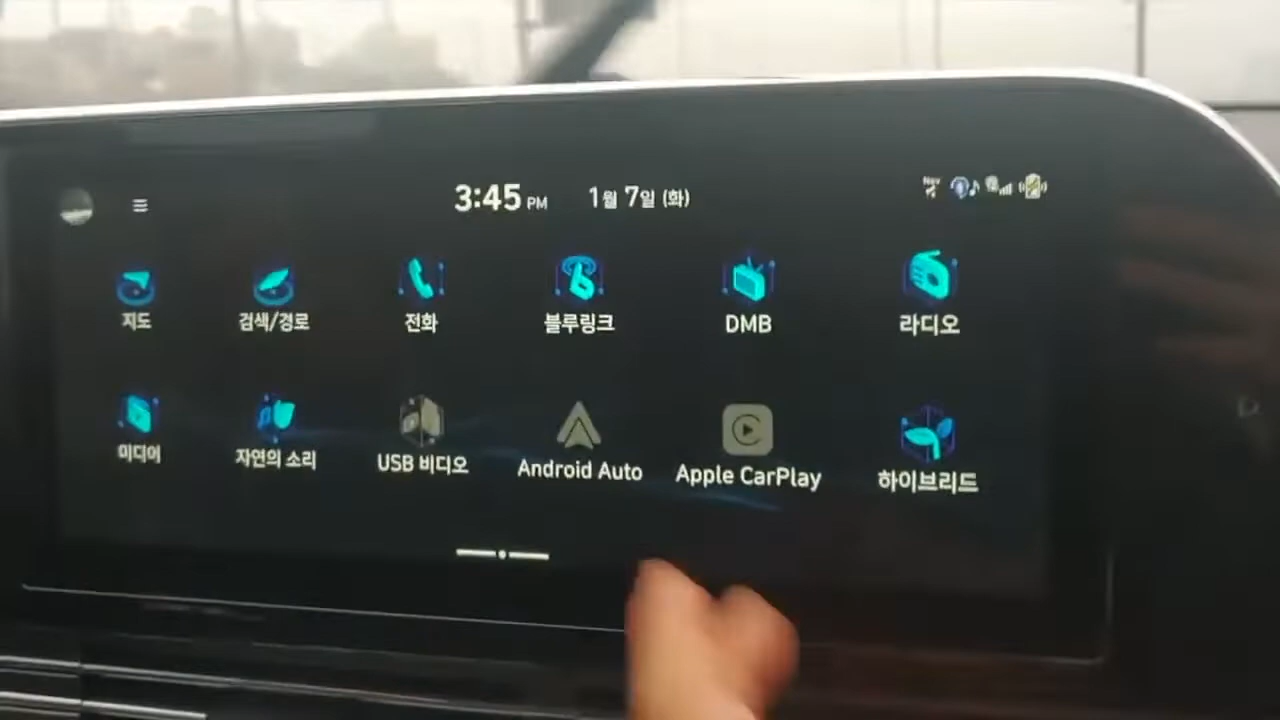 3:45 PM 1월 7일 (화)
Nav
지도 검색/경로 전화 블루링크 DMB 라디오
미디어 자연의 소리 USB 비디오 Android Auto Apple CarPlay 하이브리드